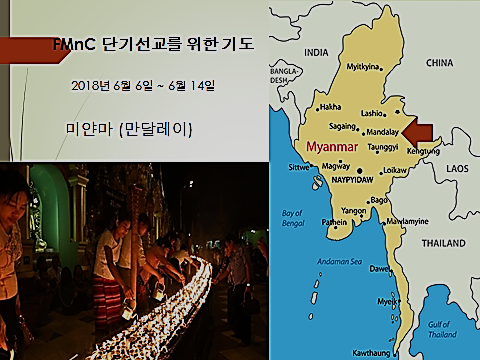 FMnC 단기선교를 위한 기도
2018년 6월 6일 ~ 6월 14일
미얀마 (만달레이)
INDIA
CHINA
BANGLA-
DESH
Myitkyina
Hakha
Lashio
Sagaing
Mandalay
Myanmar
Taunggyi
Kengtung
Magway
LAOS
Sittwe
Loikaw
NAYPYIDAW
Bago
Bay of
Bengal
Pathein
Yangon
Mawlamyine
THAILAND
Andaman Sea
Dawei
Myeik
Gulf of
Thailand
Kawthaung